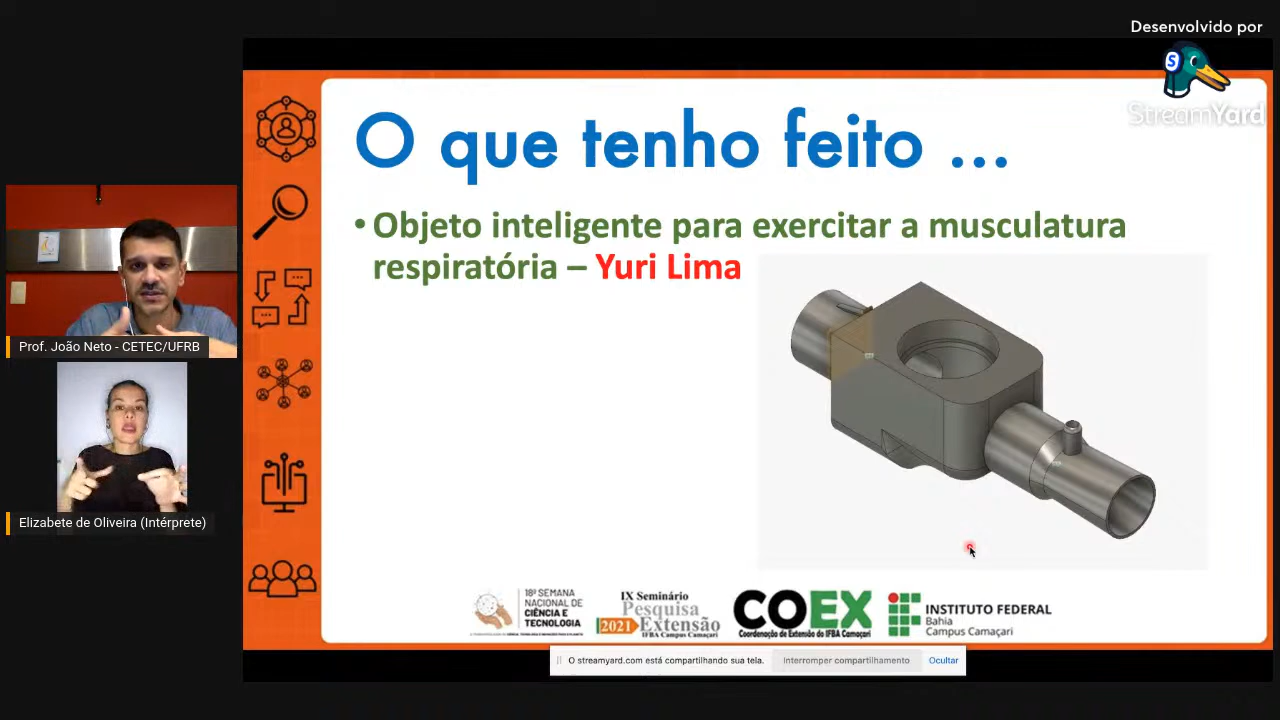 Desenvolvido por
StreamYard
O que tenho feito ...
• Objeto inteligente para exercitar a musculatura
respiratória – Yuri Lima
Prof. João Neto - CETEC/UFRB
Elizabete de Oliveira (Intérprete)
18ª SEMANA
NACIONAL DE
CIÊNCIA E
TECNOLOGIA
IX Seminário
Pesquisa
2021 Extensão
IFBA Campus Camaçari
COEX
Coordenação de Extensão do IFBA Camaçari
INSTITUTO FEDERAL
Bahia
Campus Camaçari
O streamyard.com está compartilhando sua tela.
Interromper compartilhamento
Ocultar